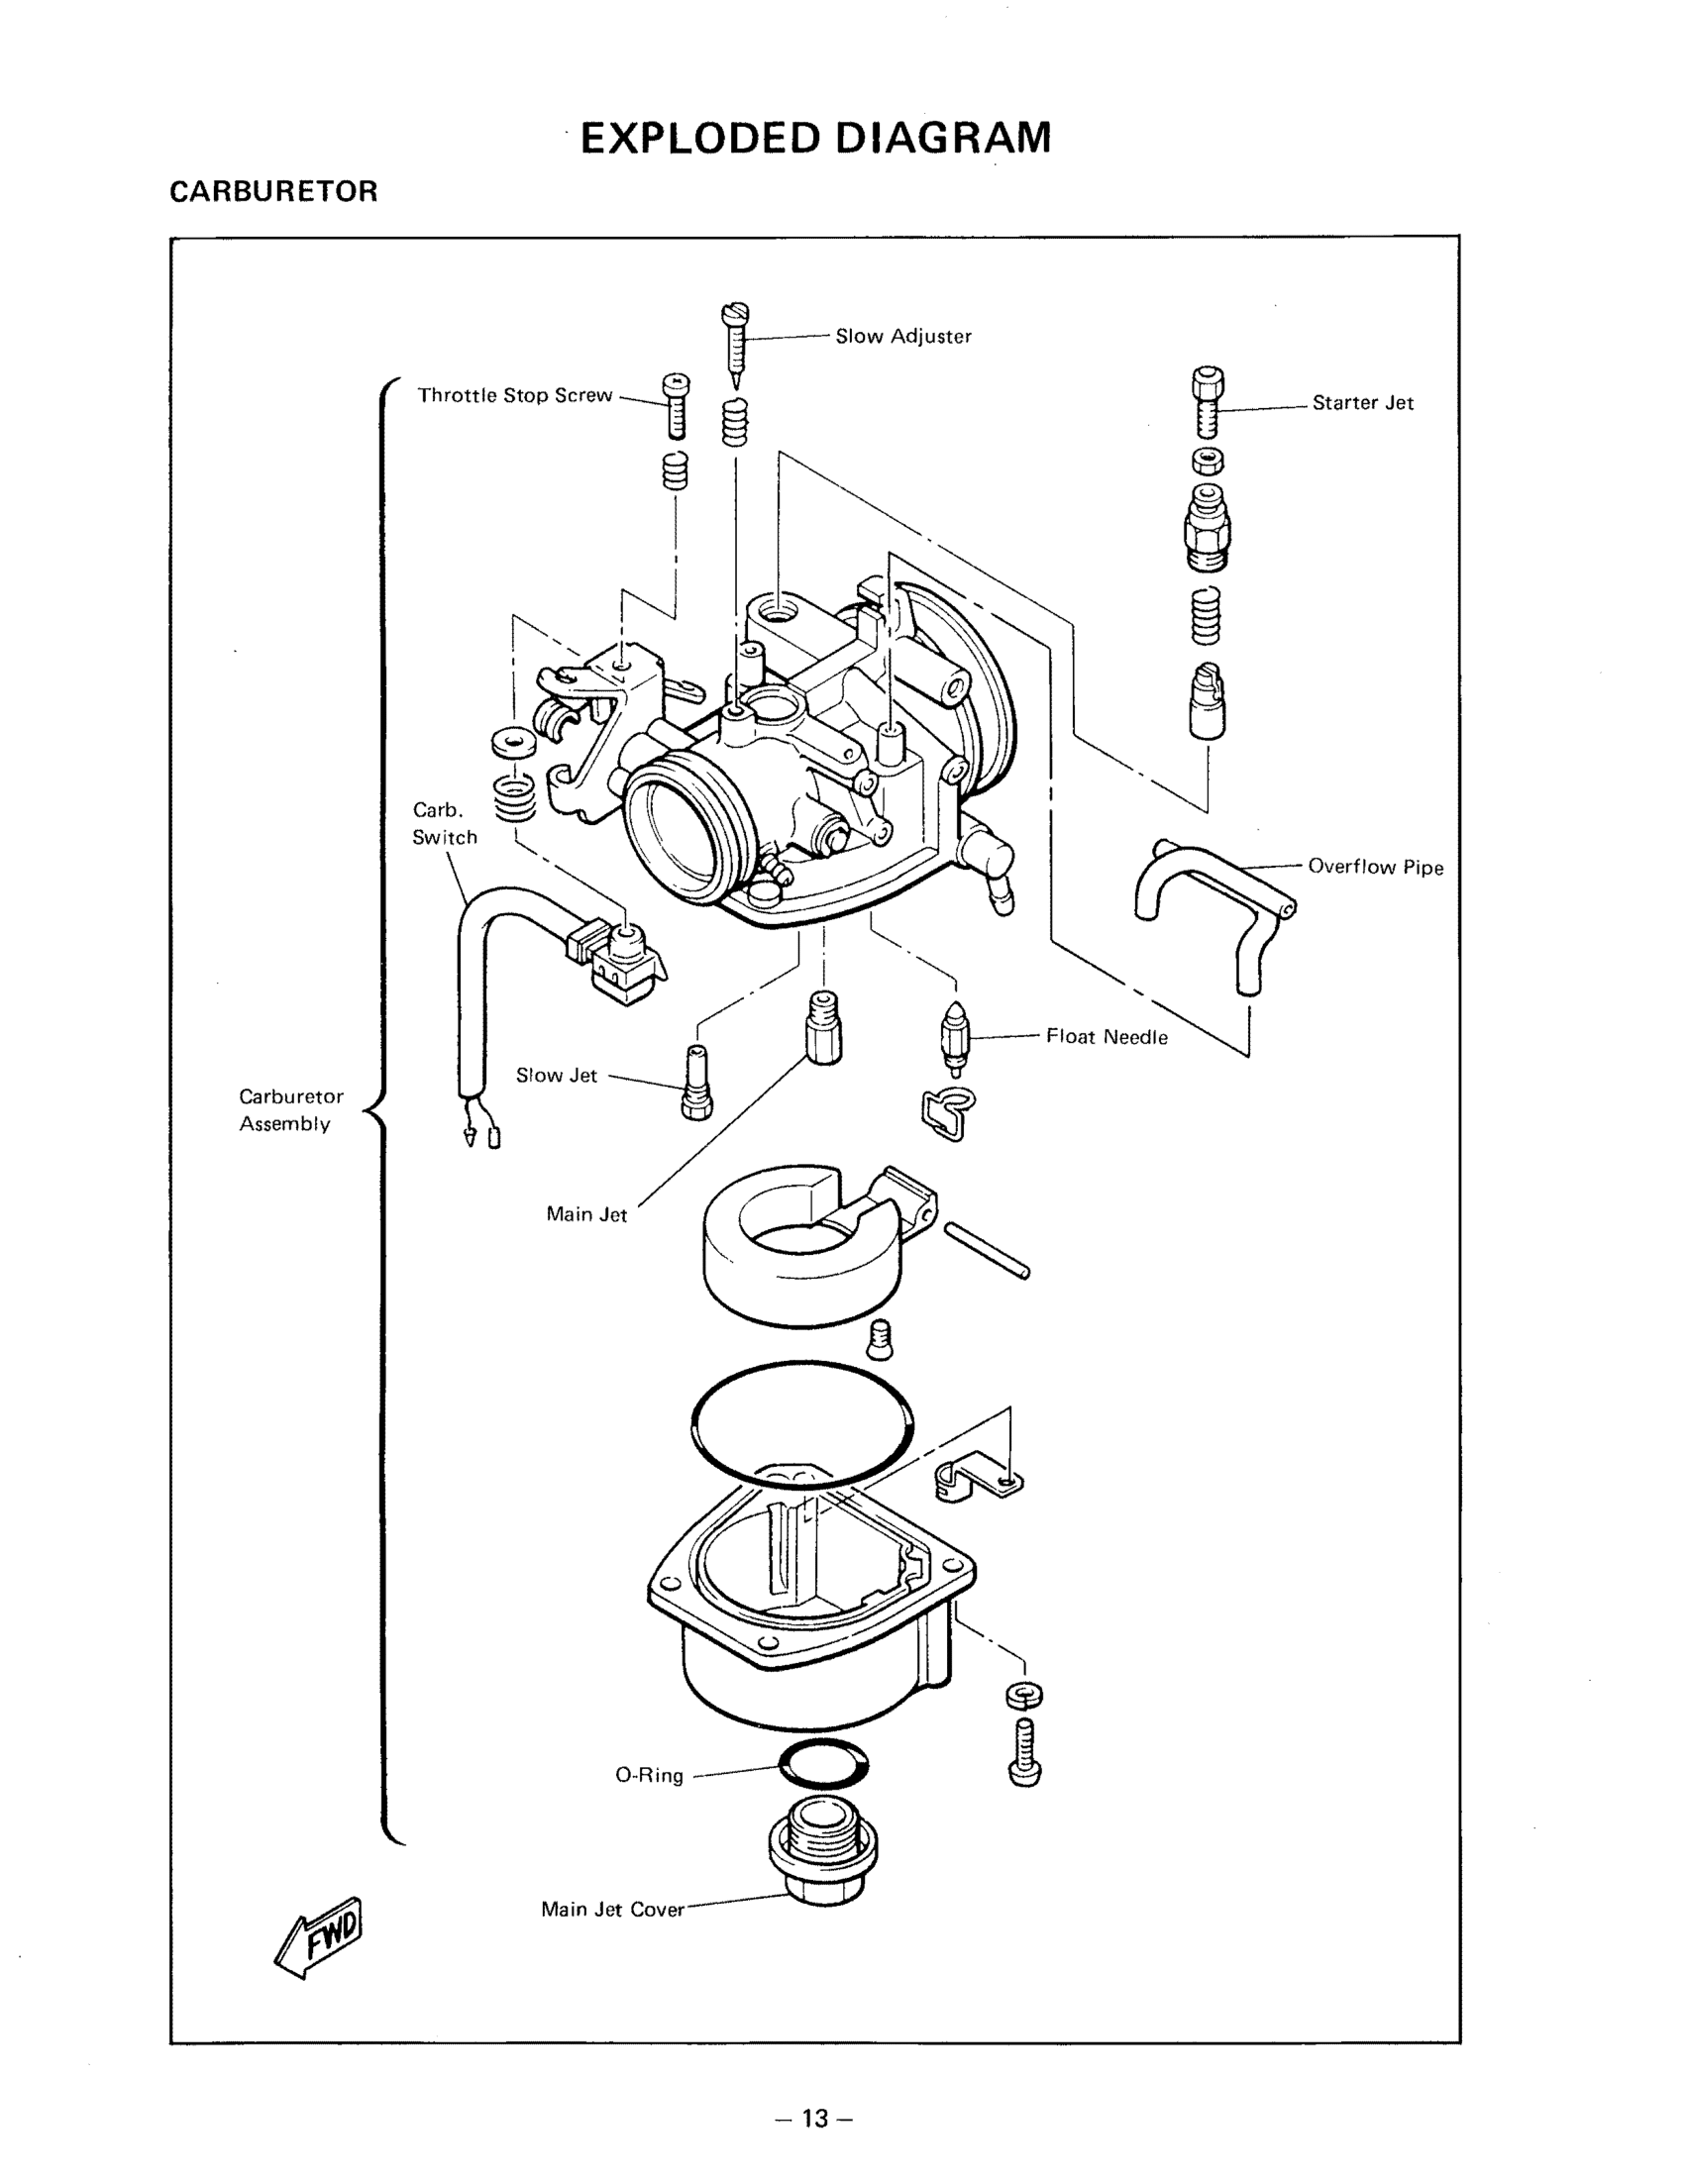 EXPLODED DIAGRAM
CARBURETOR
Slow Adjuster
Throttle Stop Screw
Starter Jet
Carb.
Switch
Overflow Pipe
Float Needle
Slow Jet
Carburetor
Assembly
Main Jet
O-Ring
Main Jet Cover
FWD
– 13 –